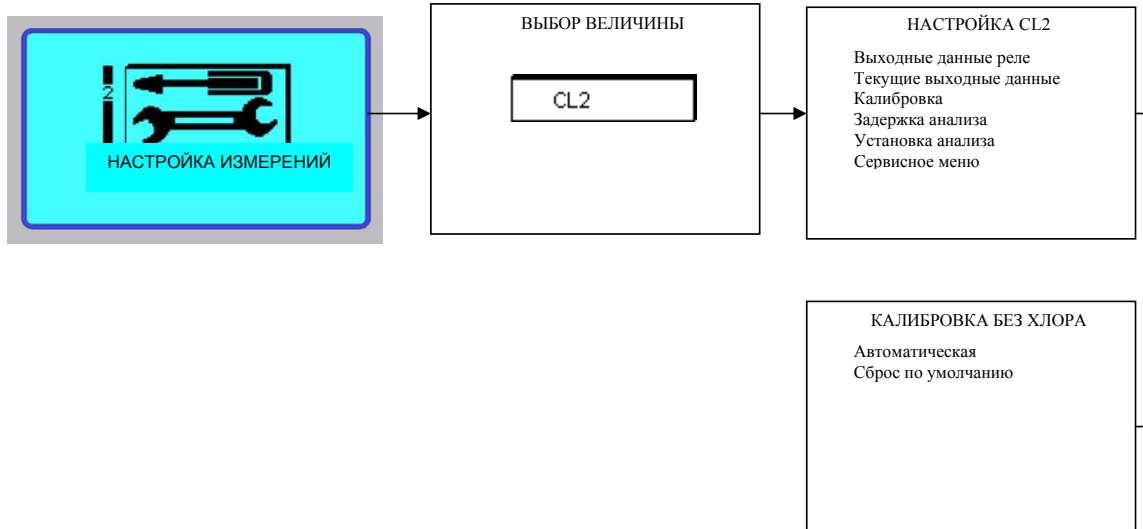 2
НАСТРОЙКА ИЗМЕРЕНИЙ
ВЫБОР ВЕЛИЧИНЫ
CL2
НАСТРОЙКА CL2
Выходные данные реле
Текущие выходные данные
Калибровка
Задержка анализа
Установка анализа
Сервисное меню
КАЛИБРОВКА БЕЗ ХЛОРА
Автоматическая
Сброс по умолчанию